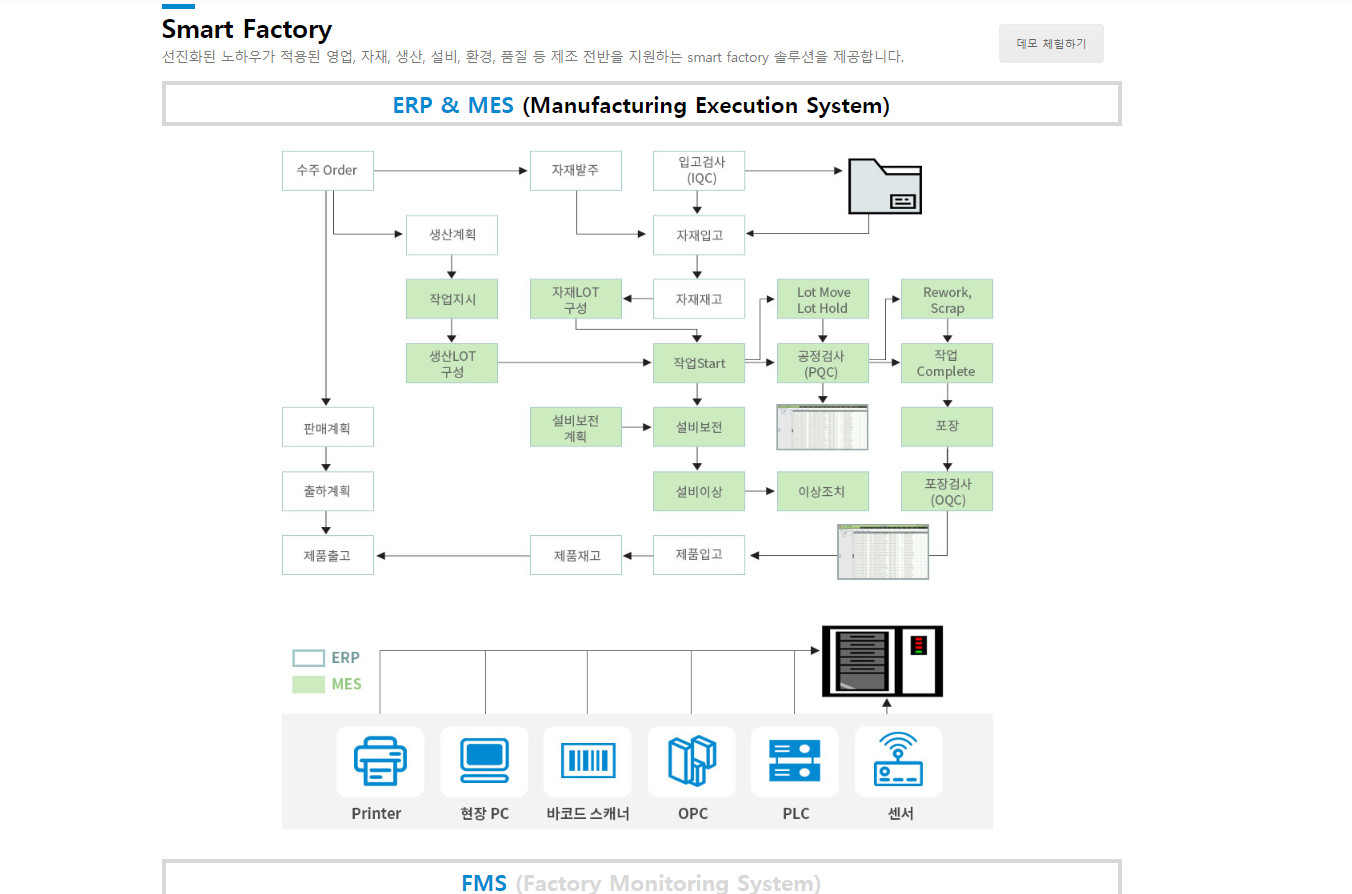 Smart Factory
선진화된 노하우가 적용된 영업, 자재, 생산, 설비, 환경, 품질 등 제조 전반을 지원하는 smart factory 솔루션을 제공합니다.
데모 체험하기
ERP & MES (Manufacturing Execution System)
수주 Order
자재발주
입고검사
(IQC)
생산계획
자재입고
작업지시
자재LOT
구성
자재재고
Lot Move
Lot Hold
Rework,
Scrap
생산LOT
구성
작업Start
공정검사
(PQC)
작업
Complete
판매계획
설비보전
계획
설비보전
포장
출하계획
설비이상
이상조치
포장검사
(OQC)
제품출고
제품재고
제품입고
ERP
MES
Printer
현장 PC
바코드 스캐너
OPC
PLC
센서
FMS (Factory Monitoring System)